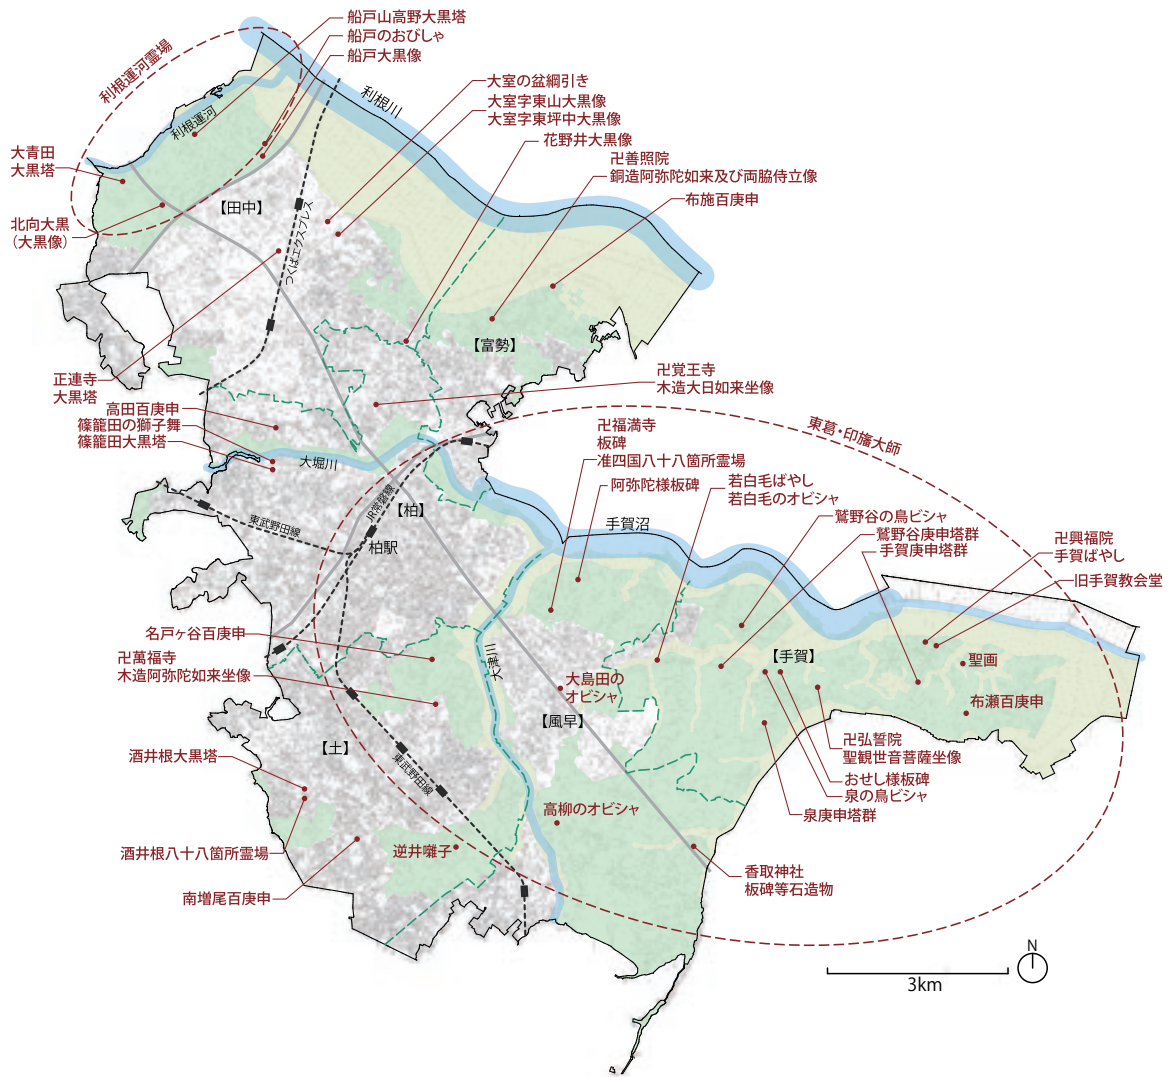 船戸山高野大黒塔
船戸のおびしゃ
船戸大黒像
利根運河霊場
利根川
利根運河
大室の盆綱引き
大室字東山大黒像
大室字東坪中大黒像
花野井大黒像
卍善照院
銅造阿弥陀如来及び両脇侍立像
布施百庚申
大青田
大黒塔
北向大黒
(大黒像)
【田中】
つくばエクスプレス
【富勢】
正連寺
大黒塔
高田百庚申
篠籠田の獅子舞
篠籠田大黒塔
卍覚王寺
木造大日如来坐像
東葛・印旛大師
大堀川
卍福満寺
板碑
准四国八十八箇所霊場
阿弥陀様板碑
若白毛ばやし
若白毛のオビシャ
鷲野谷の鳥ビシャ
鷲野谷庚申塔群
手賀庚申塔群
卍興福院
手賀ばやし
旧手賀教会堂
JR常磐線
【柏】
手賀沼
東武野田線
柏駅
名戸ヶ谷百庚申
卍萬福寺
木造阿弥陀如来坐像
大津川
大島田の
オビシャ
【手賀】
聖画
布瀬百庚申
【風早】
【土】
卍弘誓院
聖観世音菩薩坐像
おせし様板碑
泉の鳥ビシャ
泉庚申塔群
酒井根大黒塔
東武野田線
高柳のオビシャ
酒井根八十八箇所霊場
逆井囃子
南増尾百庚申
香取神社
板碑等石造物
N
3km